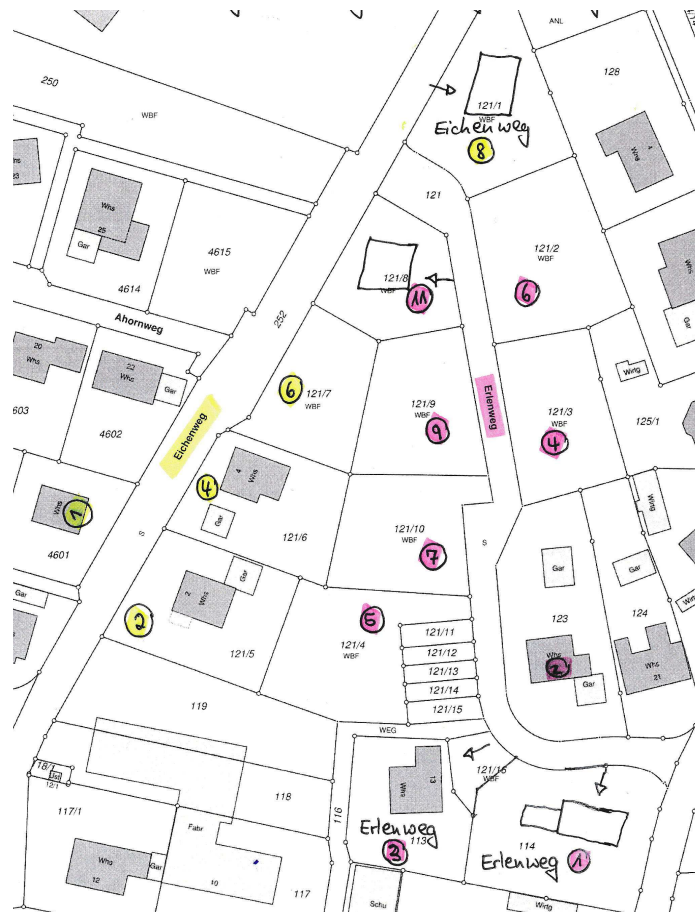 ANL
250
WBF
128
121/1
WBF
Eichenweg
8
4
Whs
23
Whs
25
Gar
4615
WBF
121
121/2
WBF
6
Whs
Gar
121/8
WBF
11
4614
Ahornweg
252
20
Whs
22
Whs
Gar
6
121/7
WBF
121/9
WBF
9
Erlenweg
121/3
WBF
4
Wirtg
125/1
603
4602
Eichenweg
4
4
Whs
Gar
121/6
Whs
1
4601
S
121/10
WBF
7
S
Wirtg
Gar
Gar
Gar
2
2
Whs
Gar
121/5
5
121/4
WBF
121/11
121/12
121/13
121/14
121/15
123
124
Whs
2
Gar
Whs
21
119
WEG
18/1
12/1
118
116
13
Whs
121/16
WBF
117/1
Fabr
Erlenweg
113
3
114
Erlenweg
1
Whs
12
Gar
10
117
Schu
Wirtg